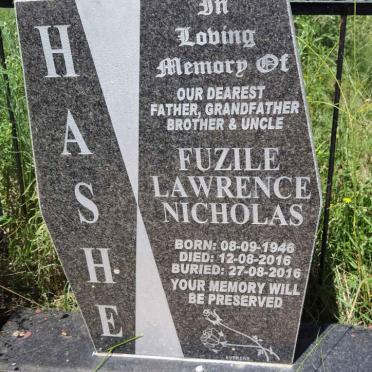 HASHE
In
Loving
Memory Of
OUR DEAREST
FATHER, GRANDFATHER
BROTHER & UNCLE
FUZILE
LAWRENCE
NICHOLAS
BORN: 08-09-1946
DIED: 12-08-2016
BURIED: 27-08-2016
YOUR MEMORY WILL
BE PRESERVED